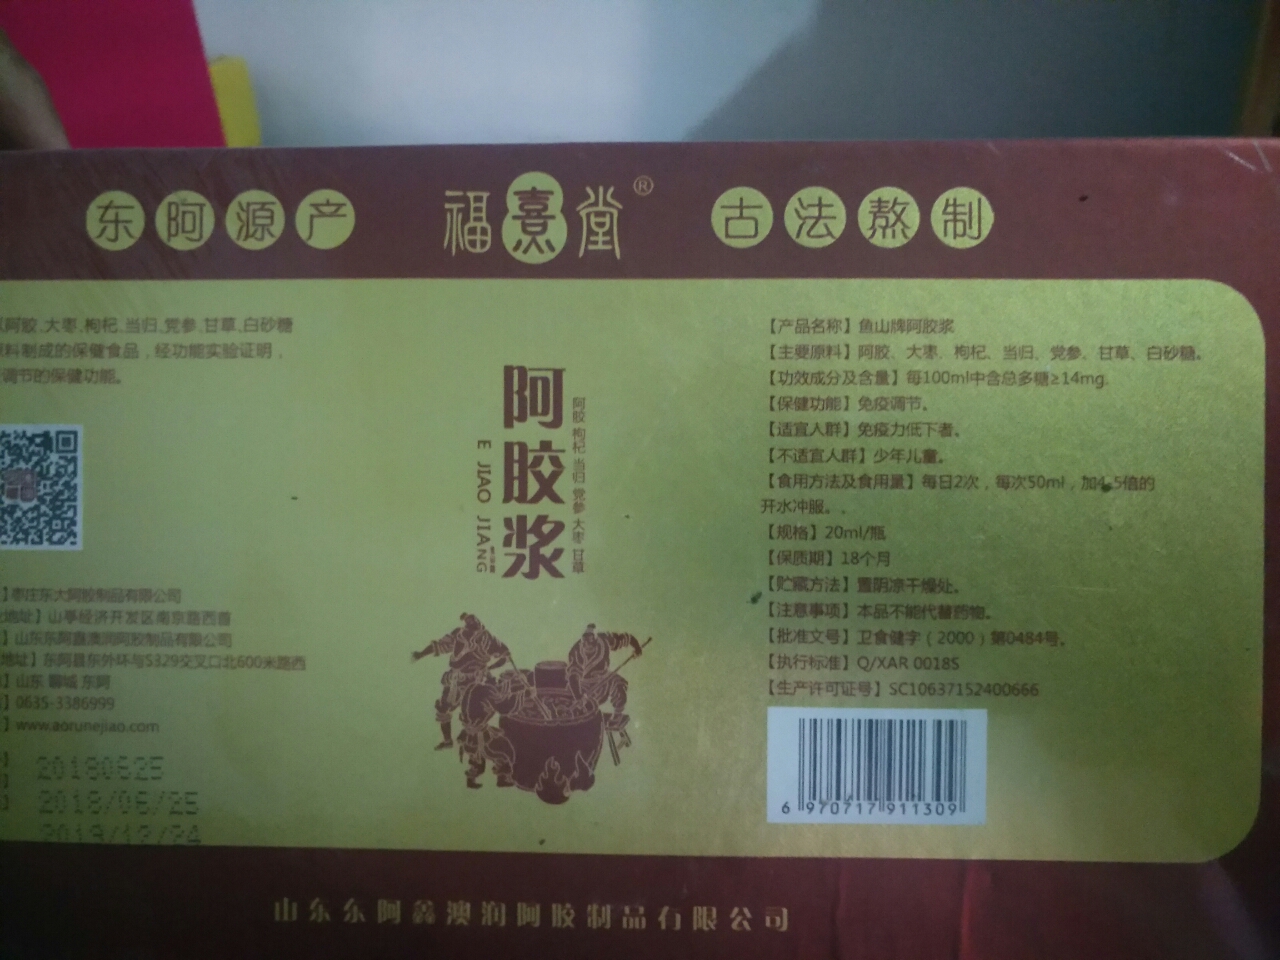 东阿源产
福熹堂®
古法熬制
阿胶、大枣、枸杞、当归、党参、甘草、白砂糖
料制成的保健食品，经功能实验证明，
调节的保健功能。
】枣庄东大阿胶制品有限公司
地址】山亭经济开发区南京路西首
】山东东阿鑫澳润阿胶制品有限公司
地址】东阿县东外环与S329交叉口北600米路西
】山东 聊城 东阿
】0635-3386999
】www.aorunejiao.com
20180625
2018/06/25
2019/12/24
阿胶浆
E JIAO JIANG
阿胶 枸杞 当归 党参 大枣 甘草
【产品名称】鱼山牌阿胶浆
【主要原料】阿胶、大枣、枸杞、当归、党参、甘草、白砂糖。
【功效成分及含量】每100ml中含总多糖≥14mg.
【保健功能】免疫调节。
【适宜人群】免疫力低下者。
【不适宜人群】少年儿童。
【食用方法及食用量】每日2次，每次50ml，加4-5倍的
开水冲服。
【规格】20ml/瓶
【保质期】18个月
【贮藏方法】置阴凉干燥处。
【注意事项】本品不能代替药物。
【批准文号】卫食健字（2000）第0484号。
【执行标准】Q/XAR 0018S
【生产许可证号】SC10637152400666
6 970717 911309
山东东阿鑫澳润阿胶制品有限公司